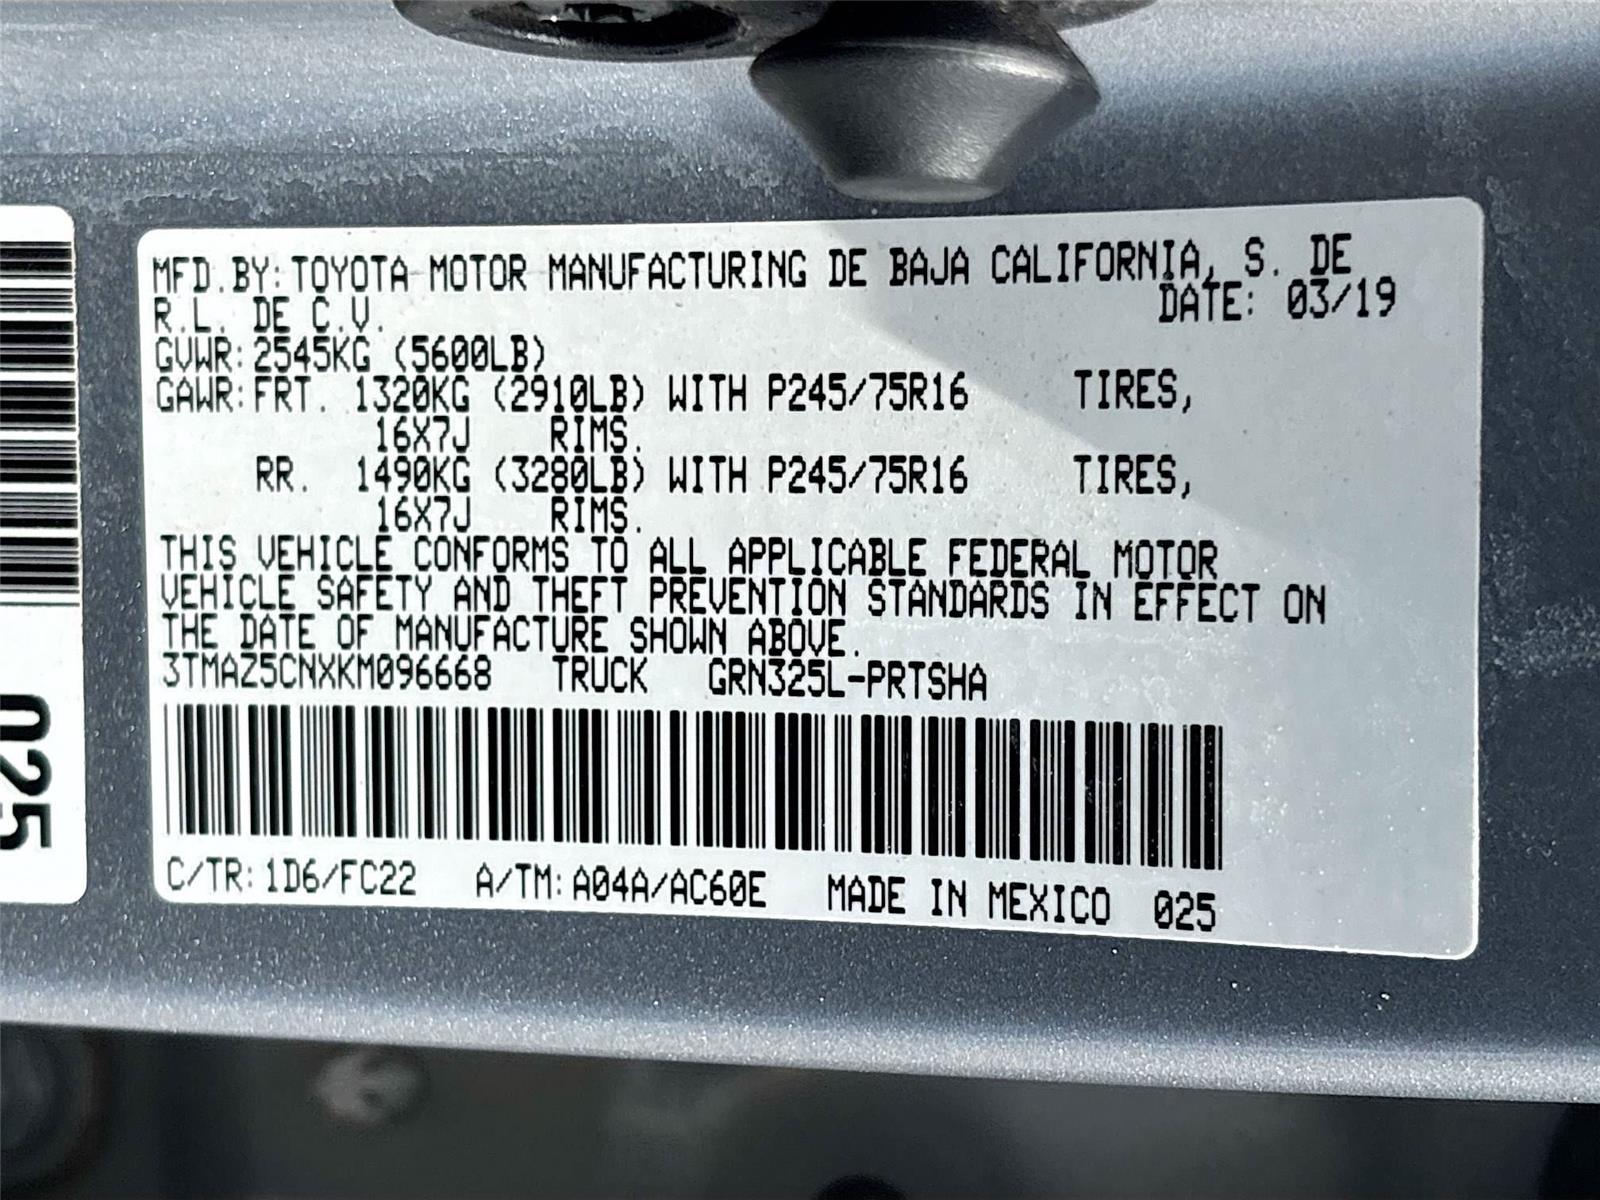 MFD.BY:TOYOTA MOTOR MANUFACTURING DE BAJA CALIFORNIA, S. DE
R.L. DE C.V. DATE: 03/19
GVWR:2545KG (5600LB)
GAWR:FRT. 1320KG (2910LB) WITH P245/75R16 TIRES,
16X7J RIMS.
RR. 1490KG (3280LB) WITH P245/75R16 TIRES,
16X7J RIMS.
THIS VEHICLE CONFORMS TO ALL APPLICABLE FEDERAL MOTOR
VEHICLE SAFETY AND THEFT PREVENTION STANDARDS IN EFFECT ON
THE DATE OF MANUFACTURE SHOWN ABOVE.
3TMAZ5CNXKM096668 TRUCK GRN325L-PRTSHA
C/TR:1D6/FC22 A/TM:A04A/AC60E MADE IN MEXICO 025
025